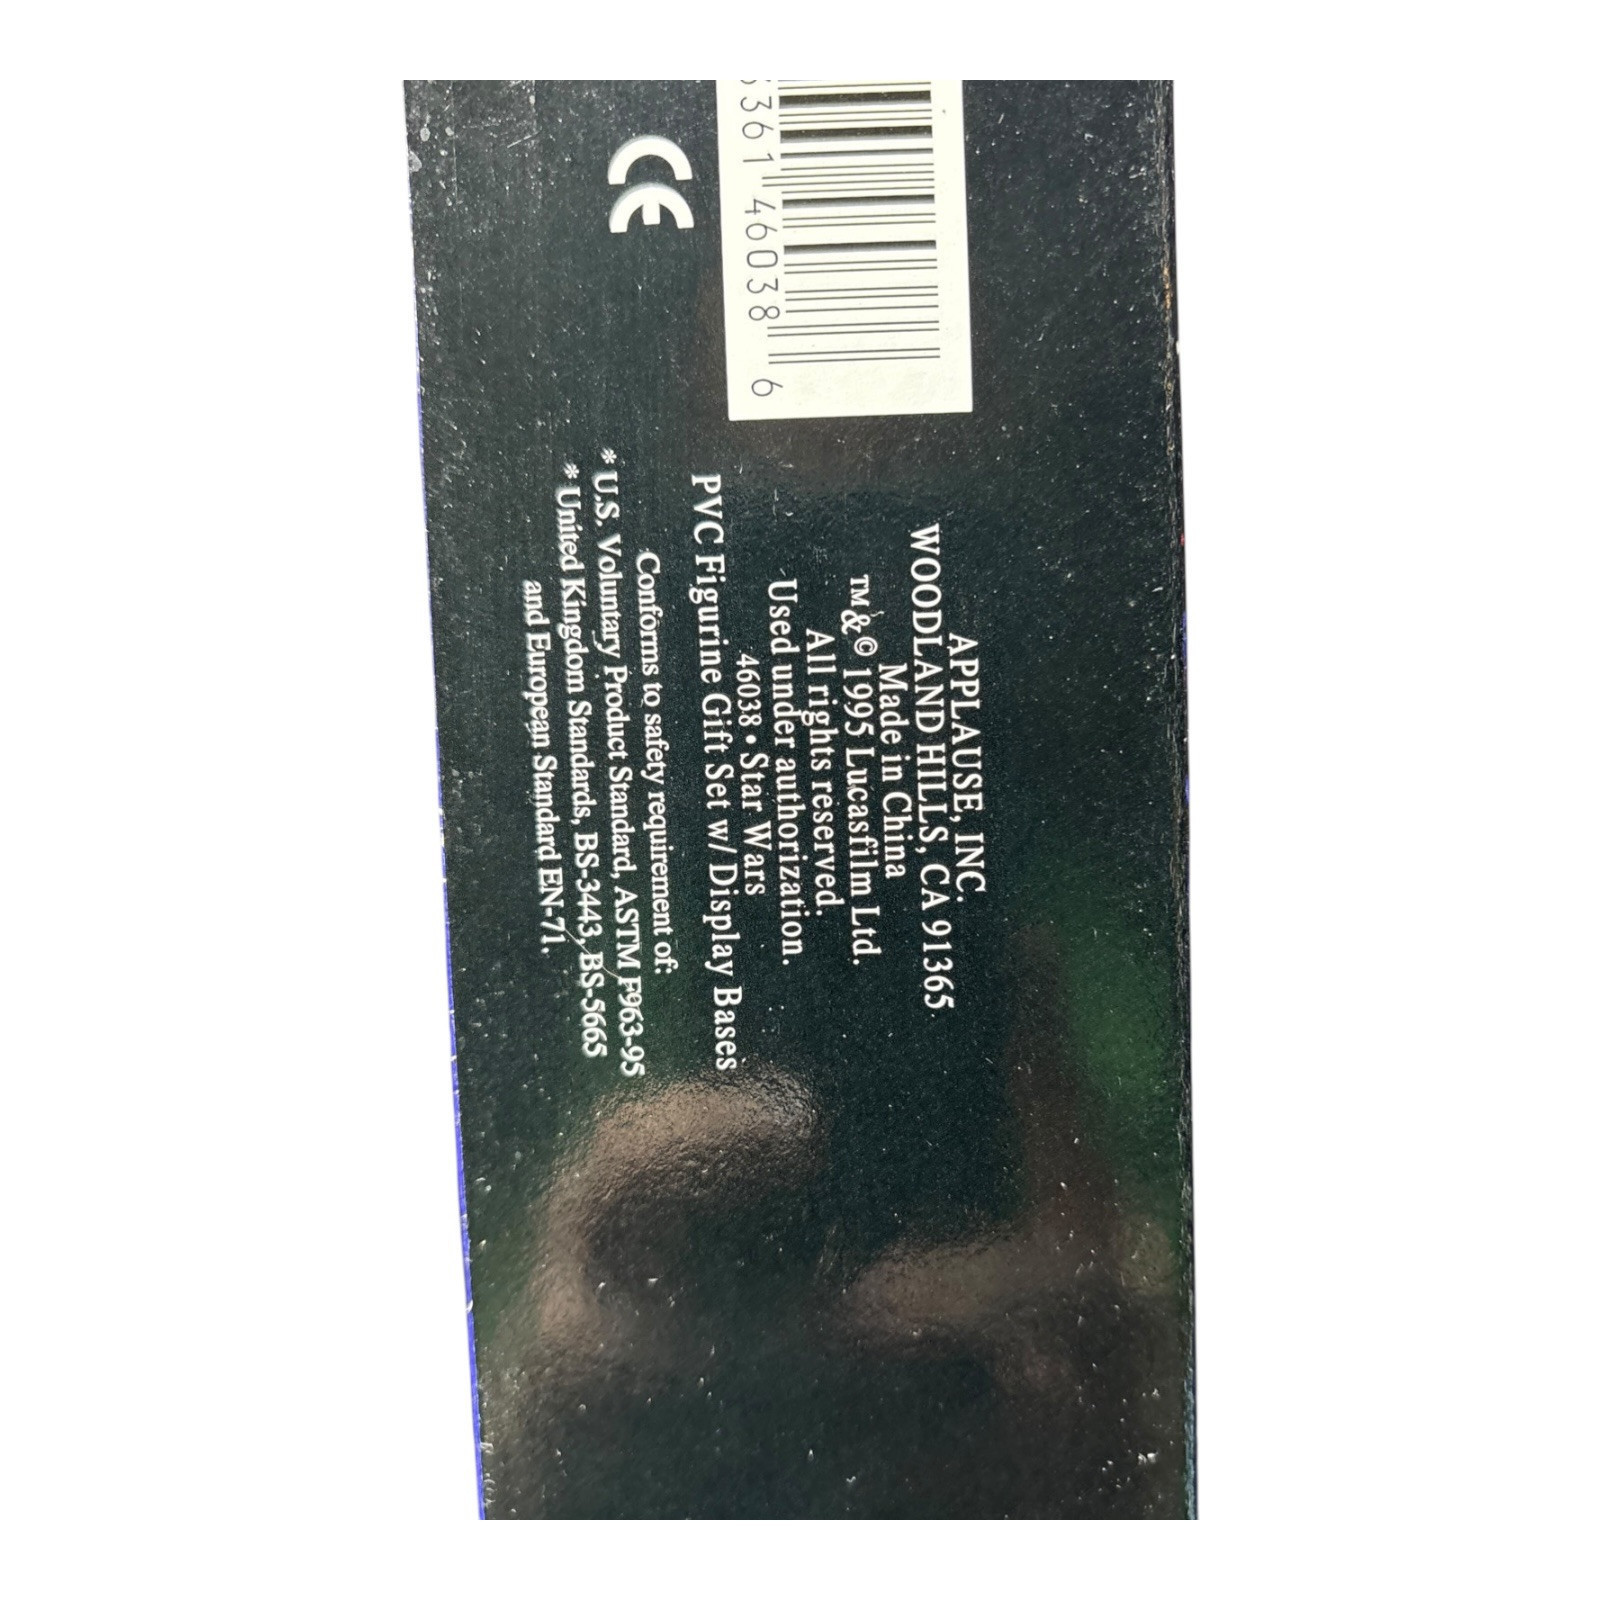 361 46038 6
CE
APPLAUSE, INC.
WOODLAND HILLS, CA 91365
Made in China
™& © 1995 Lucasfilm Ltd.
All rights reserved.
Used under authorization.
46038 • Star Wars
PVC Figurine Gift Set w/ Display Bases
Conforms to safety requirement of:
* U.S. Voluntary Product Standard, ASTM F963-95
* United Kingdom Standards, BS-3443, BS-5665
and European Standard EN-71.